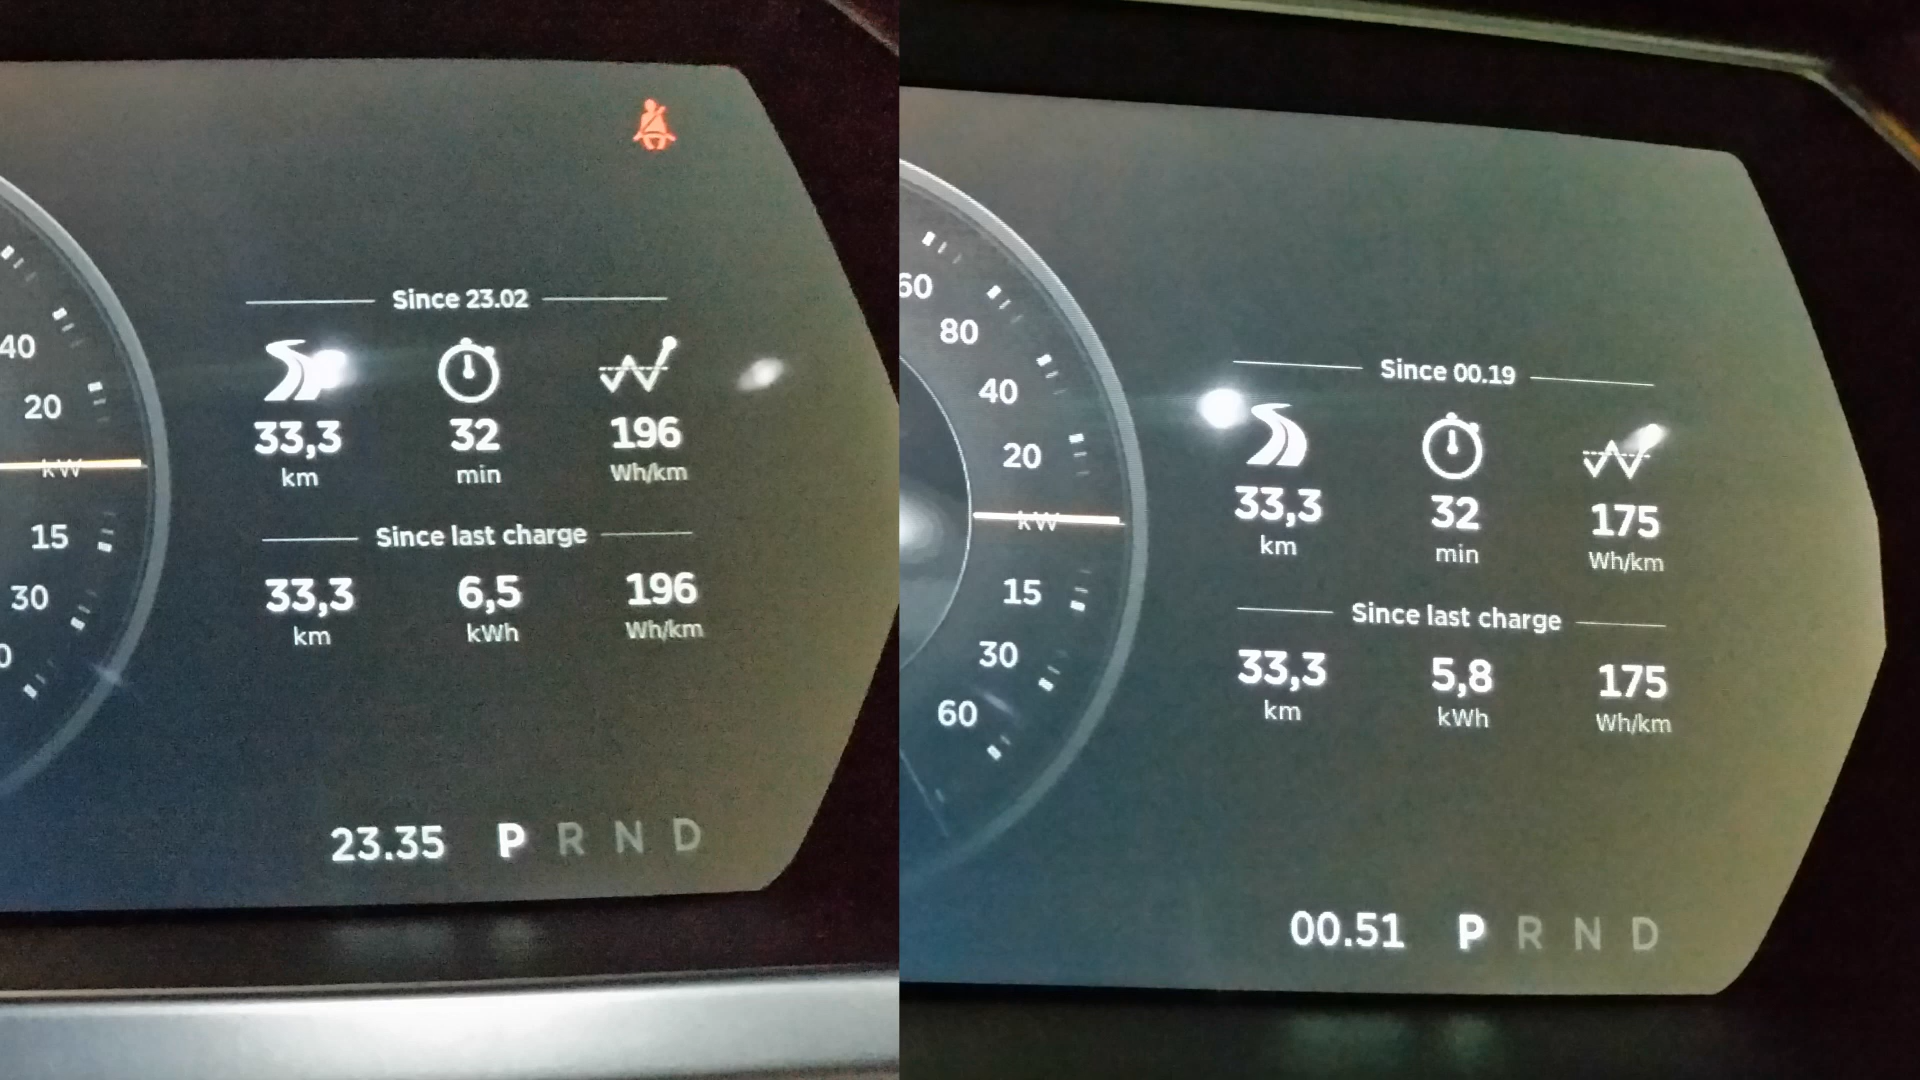 Since 23.02
33,3 32 196
km min Wh/km
Since last charge
33,3 6,5 196
km kWh Wh/km
23.35 P R N D
40
20
kW
15
30
0
Since 00.19
33,3 32 175
km min Wh/km
Since last charge
33,3 5,8 175
km kWh Wh/km
00.51 P R N D
60
80
40
20
kW
15
30
60